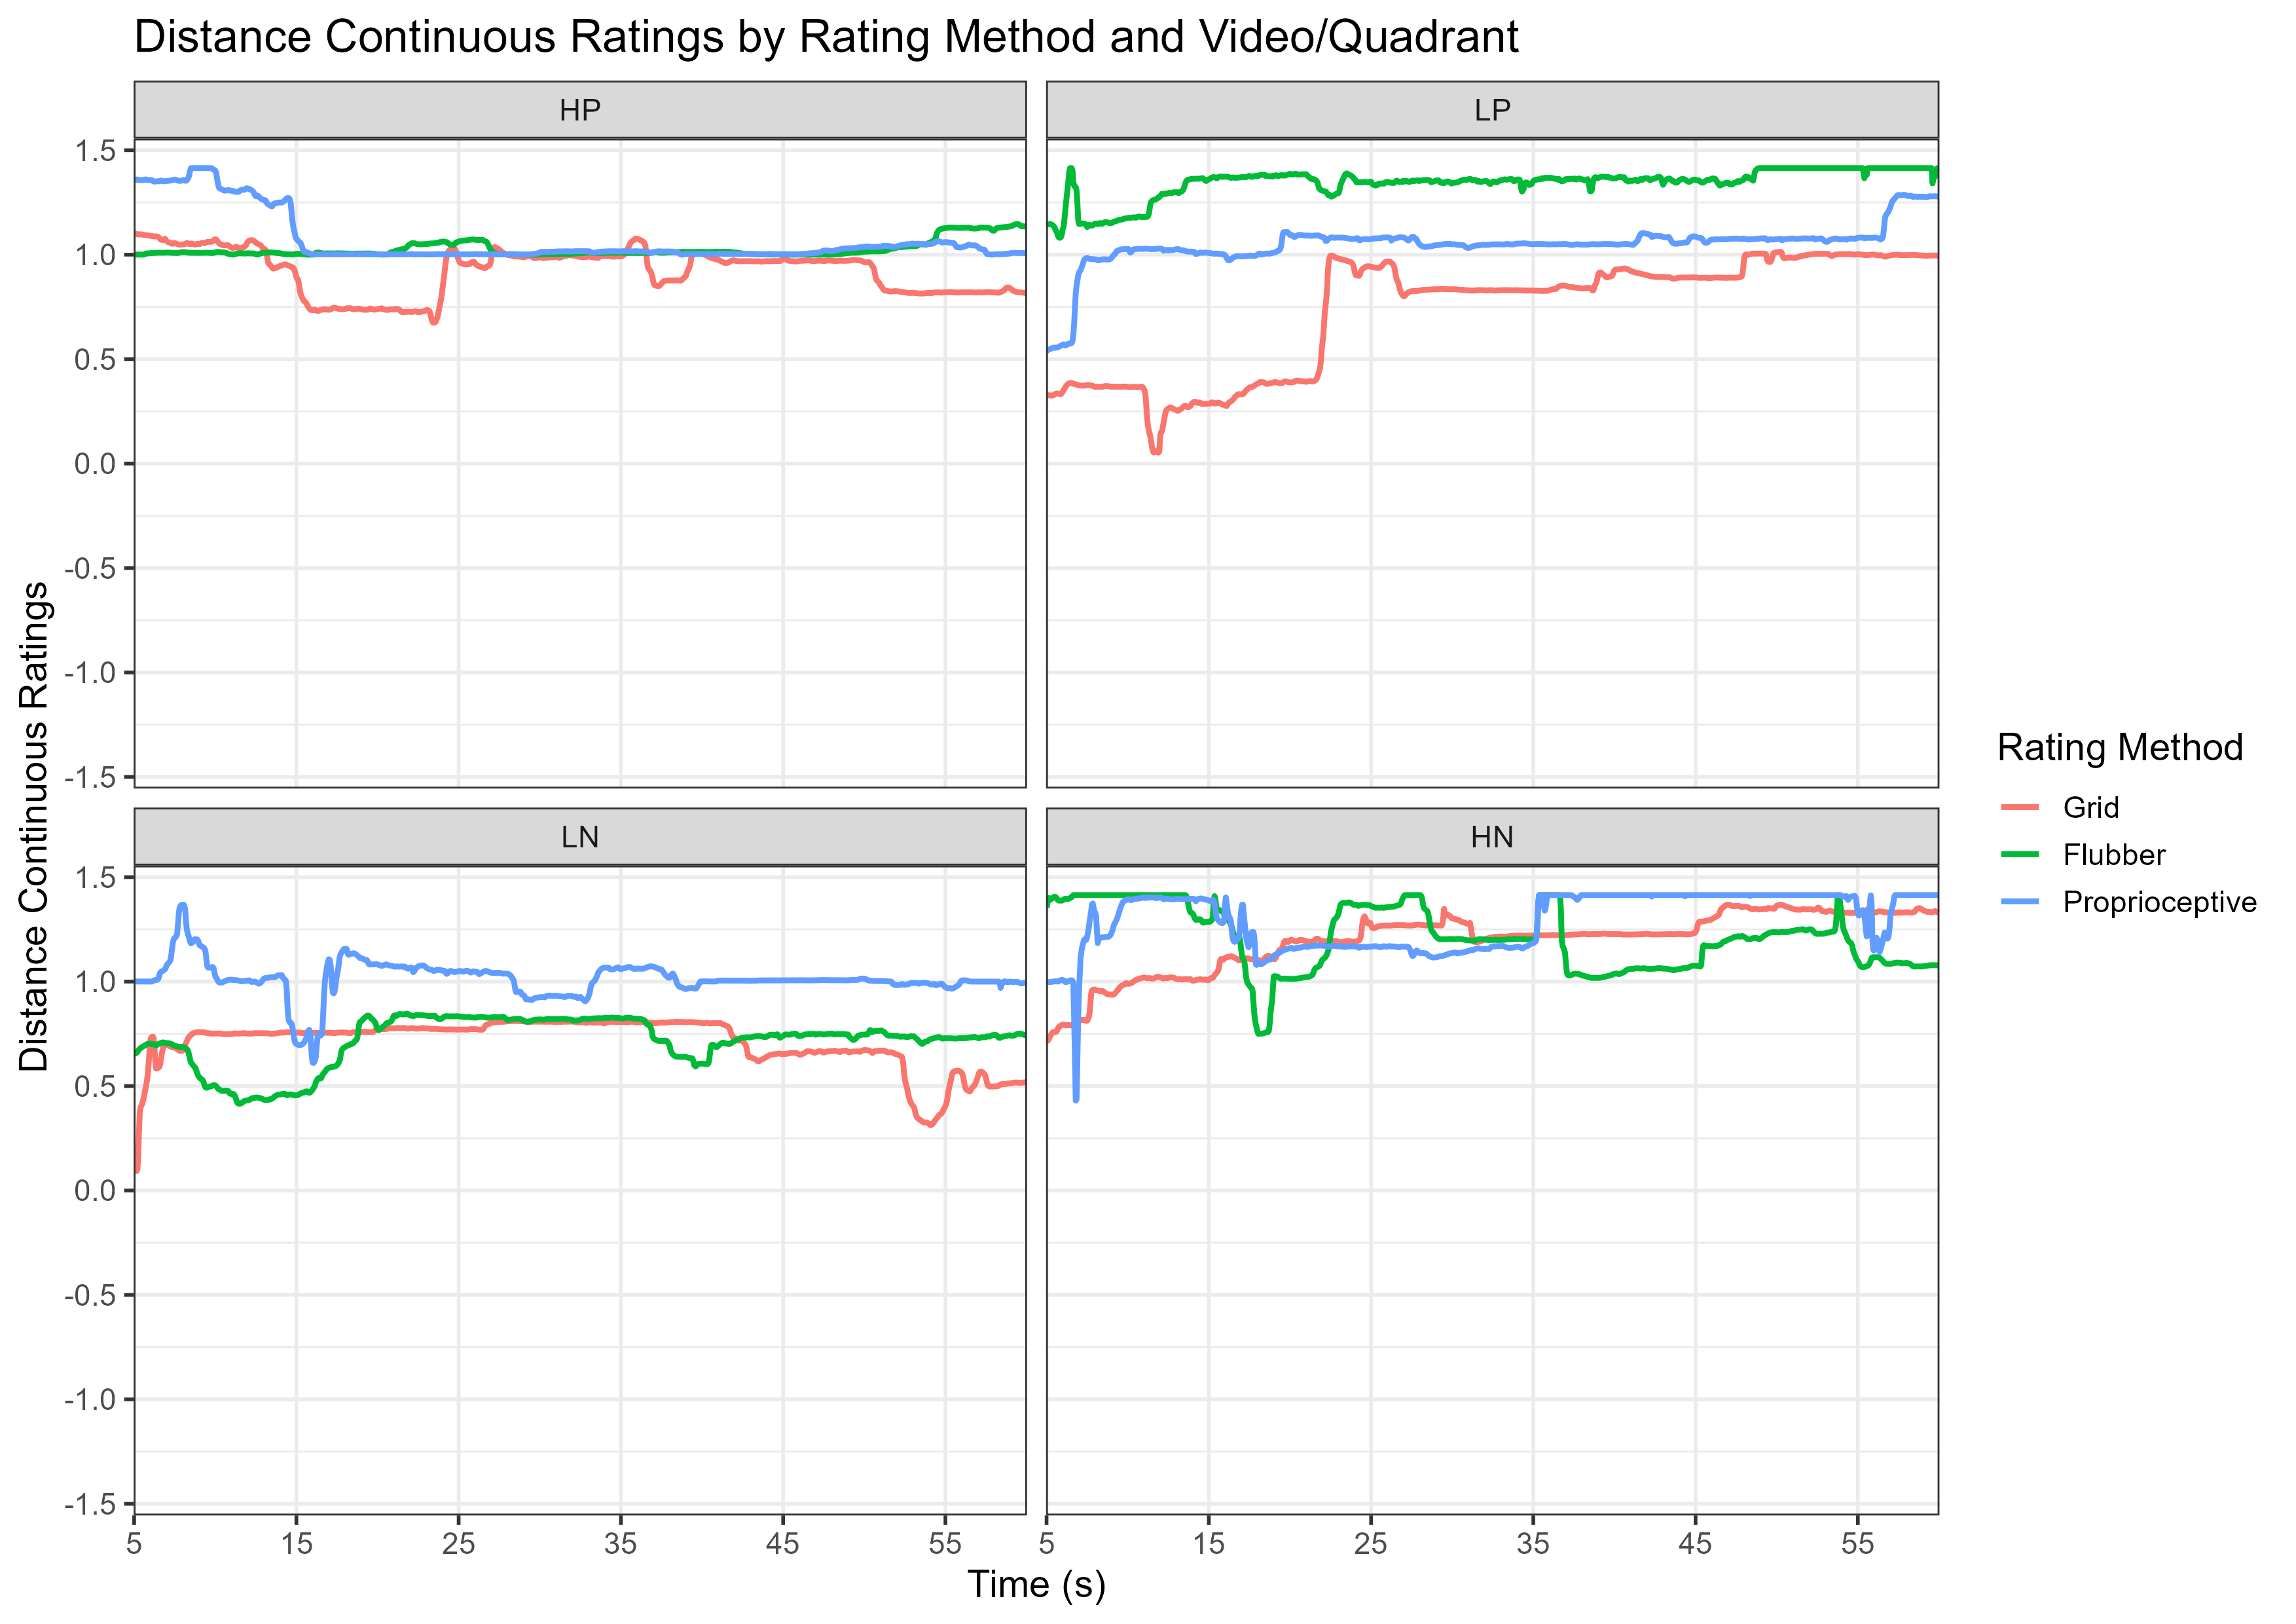 Distance Continuous Ratings by Rating Method and Video/Quadrant
HP
LP
1.5
1.0
0.5
0.0
-0.5
-1.0
-1.5
LN
HN
1.5
1.0
0.5
0.0
-0.5
-1.0
-1.5
5 15 25 35 45 55
5 15 25 35 45 55
Time (s)
Distance Continuous Ratings
Rating Method
Grid
Flubber
Proprioceptive